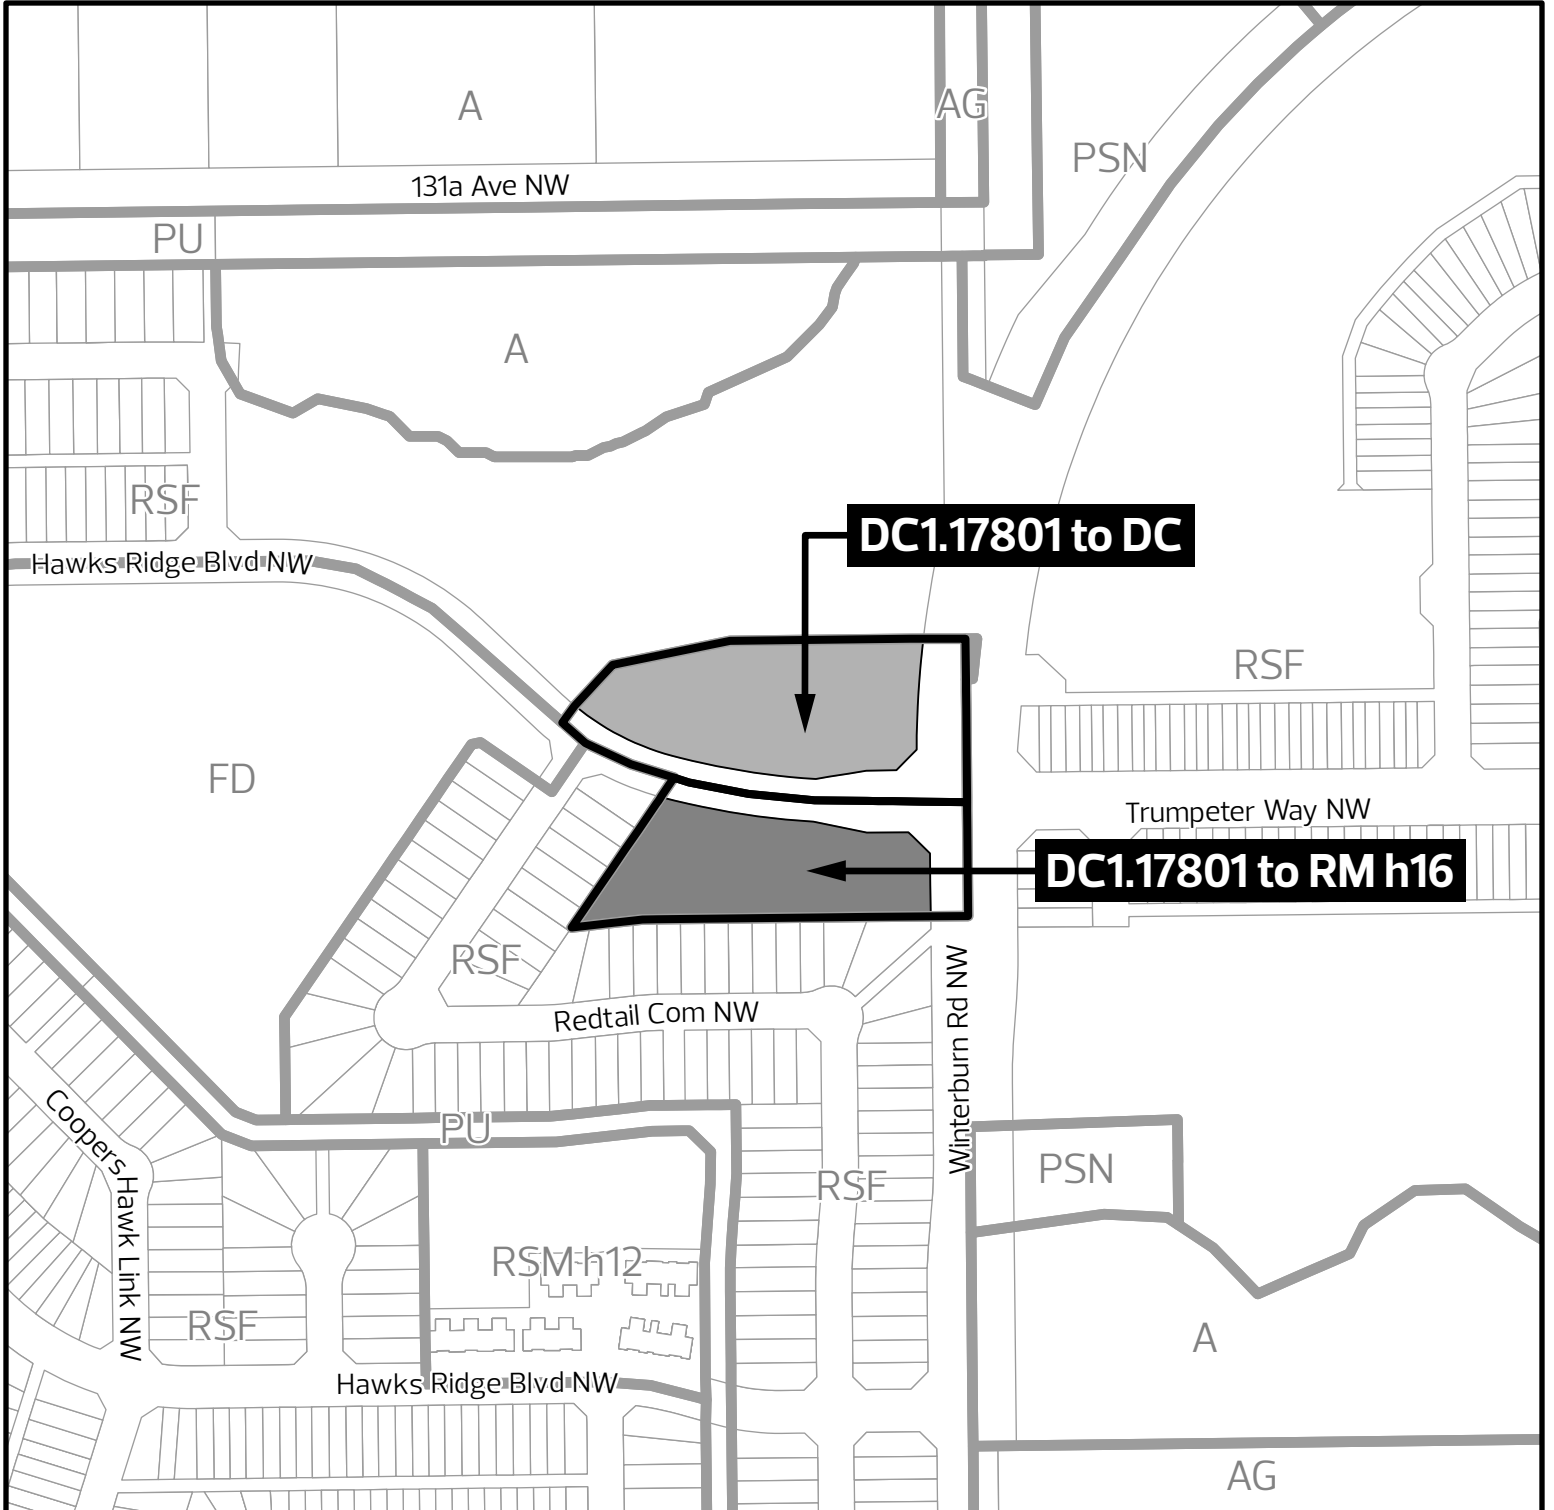 A
AG
PSN
131a Ave NW
PU
A
RSF
DC1.17801 to DC
Hawks Ridge Blvd NW
RSF
FD
Trumpeter Way NW
DC1.17801 to RM h16
RSF
Redtail Com NW
Winterburn Rd NW
Coopers Hawk Link NW
PU
PSN
RSF
RSM h12
RSF
A
Hawks Ridge Blvd NW
AG